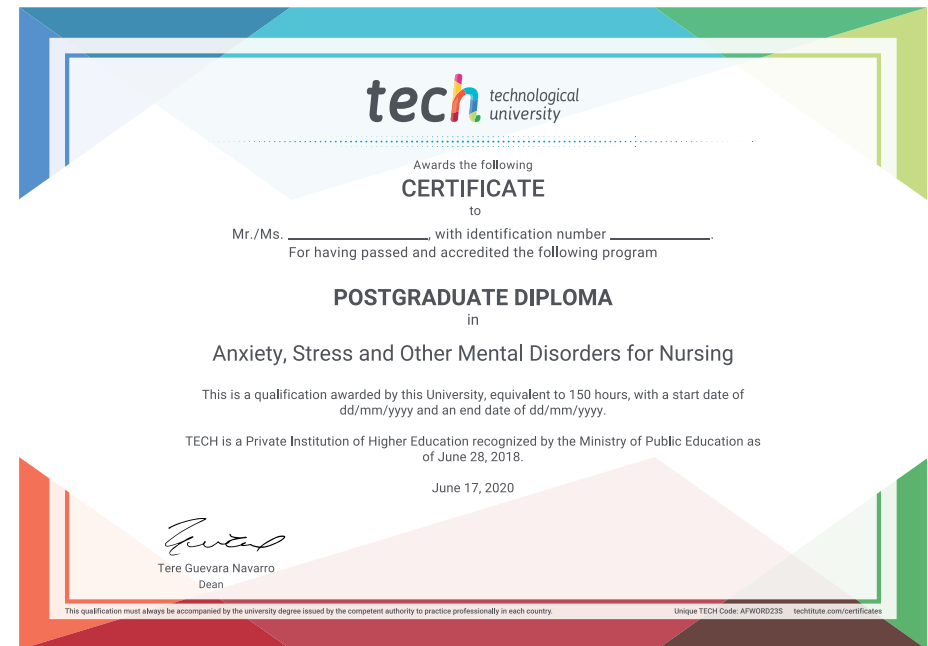 tech technological
university
Awards the following
CERTIFICATE
to
Mr./Ms. ____________________, with identification number ______________.
For having passed and accredited the following program
POSTGRADUATE DIPLOMA
in
Anxiety, Stress and Other Mental Disorders for Nursing
This is a qualification awarded by this University, equivalent to 150 hours, with a start date of
dd/mm/yyyy and an end date of dd/mm/yyyy.
TECH is a Private Institution of Higher Education recognized by the Ministry of Public Education as
of June 28, 2018.
June 17, 2020
Tere Guevara Navarro
Dean
This qualification must always be accompanied by the university degree issued by the competent authority to practice professionally in each country.
Unique TECH Code: AFWORD23S techtitute.com/certificates